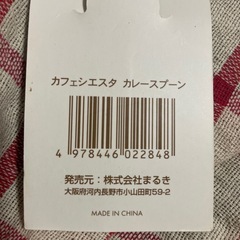 カフェシエスタ カレースプーン
4 978446 022848
発売元：株式会社まるき
大阪府河内長野市小山田町59-2
MADE IN CHINA